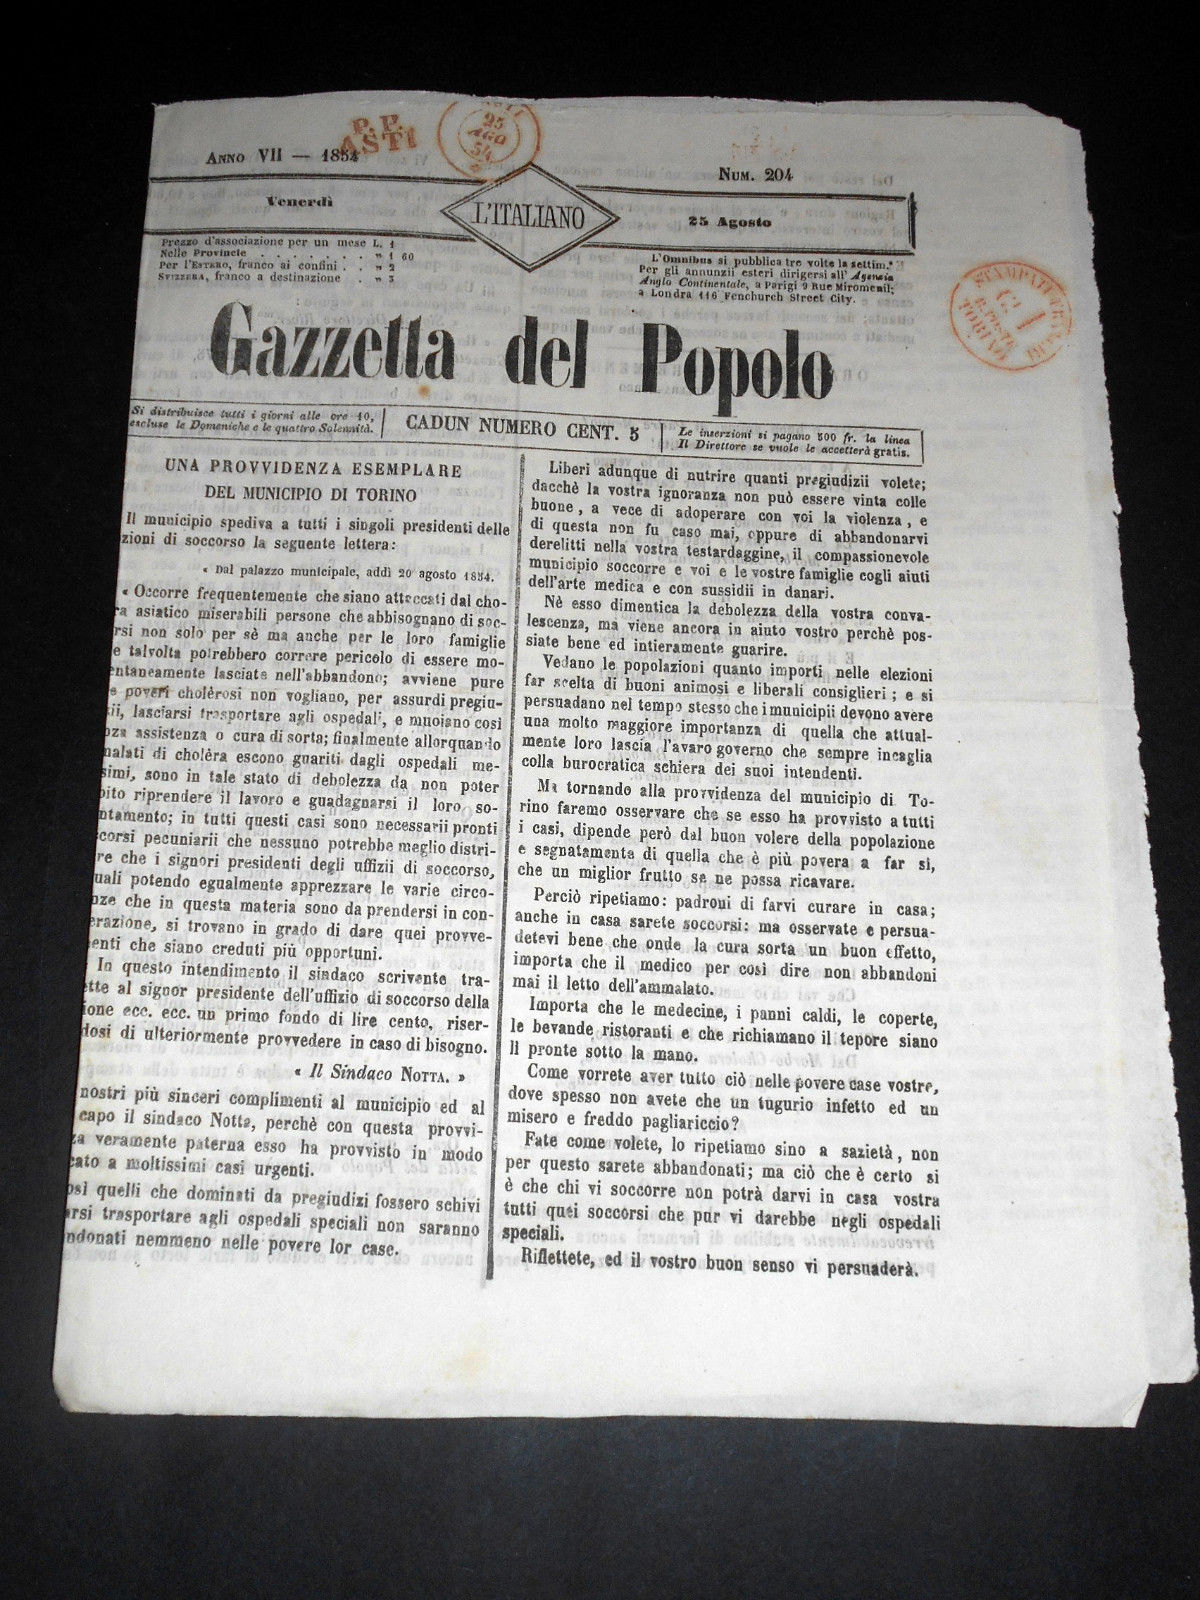 P. P.
ASTI
25
AGO
54
ANNO VII — 1854
NUM. 204
Venerdì
L'ITALIANO
25 Agosto
Prezzo d'associazione per un mese L. 1
Nelle Provincie . . . . . . . » 1 60
Per l'ESTERO, franco ai confini . . » 2
SVIZZERA, franco a destinazione . » 3
L'Omnibus si pubblica tre volte la settim.ª
Per gli annunzii esteri dirigersi all' Agenzia
Anglo Continentale, a Parigi 9 Rue Miromenil;
a Londra 116 Fenchurch Street City.
STAMPATI FRANCHI
TORINO
Gazzetta del Popolo
Si distribuisce tutti i giorni alle ore 10,
escluse le Domeniche e le quattro Solennità.
CADUN NUMERO CENT. 5
Le inserzioni si pagano 500 fr. la linea
Il Direttore se vuole le accetterà gratis.
UNA PROVVIDENZA ESEMPLARE
DEL MUNICIPIO DI TORINO
Il municipio spediva a tutti i singoli presidenti delle
zioni di soccorso la seguente lettera:
« Dal palazzo municipale, addì 20 agosto 1854.
« Occorre frequentemente che siano attaccati dal cho-
ra asiatico miserabili persone che abbisognano di soc-
rsi non solo per sè ma anche per le loro famiglie
e talvolta potrebbero correre pericolo di essere mo-
entaneamente lasciate nell'abbandono; avviene pure
e poveri cholèrosi non vogliano, per assurdi pregiu-
ii, lasciarsi trasportare agli ospedali, e muoiano così
nza assistenza o cura di sorta; finalmente allorquando
malati di cholèra escono guariti dagli ospedali me-
simi, sono in tale stato di debolezza da non poter
bito riprendere il lavoro e guadagnarsi il loro so-
ntamento; in tutti questi casi sono necessarii pronti
corsi pecuniarii che nessuno potrebbe meglio distri-
re che i signori presidenti degli uffizii di soccorso,
uali potendo egualmente apprezzare le varie circo-
nze che in questa materia sono da prendersi in con-
erazione, si trovano in grado di dare quei provve-
enti che siano creduti più opportuni.
In questo intendimento il sindaco scrivente tra-
ette al signor presidente dell'uffizio di soccorso della
ione ecc. ecc. un primo fondo di lire cento, riser-
dosi di ulteriormente provvedere in caso di bisogno.
« Il Sindaco NOTTA. »
nostri più sinceri complimenti al municipio ed al
capo il sindaco Notta, perchè con questa provvi-
za veramente paterna esso ha provvisto in modo
cato a moltissimi casi urgenti.
osì quelli che dominati da pregiudizi fossero schivi
arsi trasportare agli ospedali speciali non saranno
ndonati nemmeno nelle povere lor case.
Liberi adunque di nutrire quanti pregiudizii volete;
dacchè la vostra ignoranza non può essere vinta colle
buone, a vece di adoperare con voi la violenza, e
di questa non fu caso mai, oppure di abbandonarvi
derelitti nella vostra testardaggine, il compassionevole
municipio soccorre e voi e le vostre famiglie cogli aiuti
dell'arte medica e con sussidii in danari.
Nè esso dimentica la debolezza della vostra conva-
lescenza, ma viene ancora in aiuto vostro perchè pos-
siate bene ed intieramente guarire.
Vedano le popolazioni quanto importi nelle elezioni
far scelta di buoni animosi e liberali consiglieri; e si
persuadano nel tempo stesso che i municipii devono avere
una molto maggiore importanza di quella che attual-
mente loro lascia l'avaro governo che sempre incaglia
colla burocratica schiera dei suoi intendenti.
Ma tornando alla provvidenza del municipio di To-
rino faremo osservare che se esso ha provvisto a tutti
i casi, dipende però dal buon volere della popolazione
e segnatamente di quella che è più povera a far sì,
che un miglior frutto se ne possa ricavare.
Perciò ripetiamo: padroni di farvi curare in casa;
anche in casa sarete soccorsi: ma osservate e persua-
detevi bene che onde la cura sorta un buon effetto,
importa che il medico per così dire non abbandoni
mai il letto dell'ammalato.
Importa che le medecine, i panni caldi, le coperte,
le bevande ristoranti e che richiamano il tepore siano
lì pronte sotto la mano.
Come vorrete aver tutto ciò nelle povere case vostre,
dove spesso non avete che un tugurio infetto ed un
misero e freddo pagliariccio?
Fate come volete, lo ripetiamo sino a sazietà, non
per questo sarete abbandonati; ma ciò che è certo si
è che chi vi soccorre non potrà darvi in casa vostra
tutti quei soccorsi che pur vi darebbe negli ospedali
speciali.
Riflettete, ed il vostro buon senso vi persuaderà.